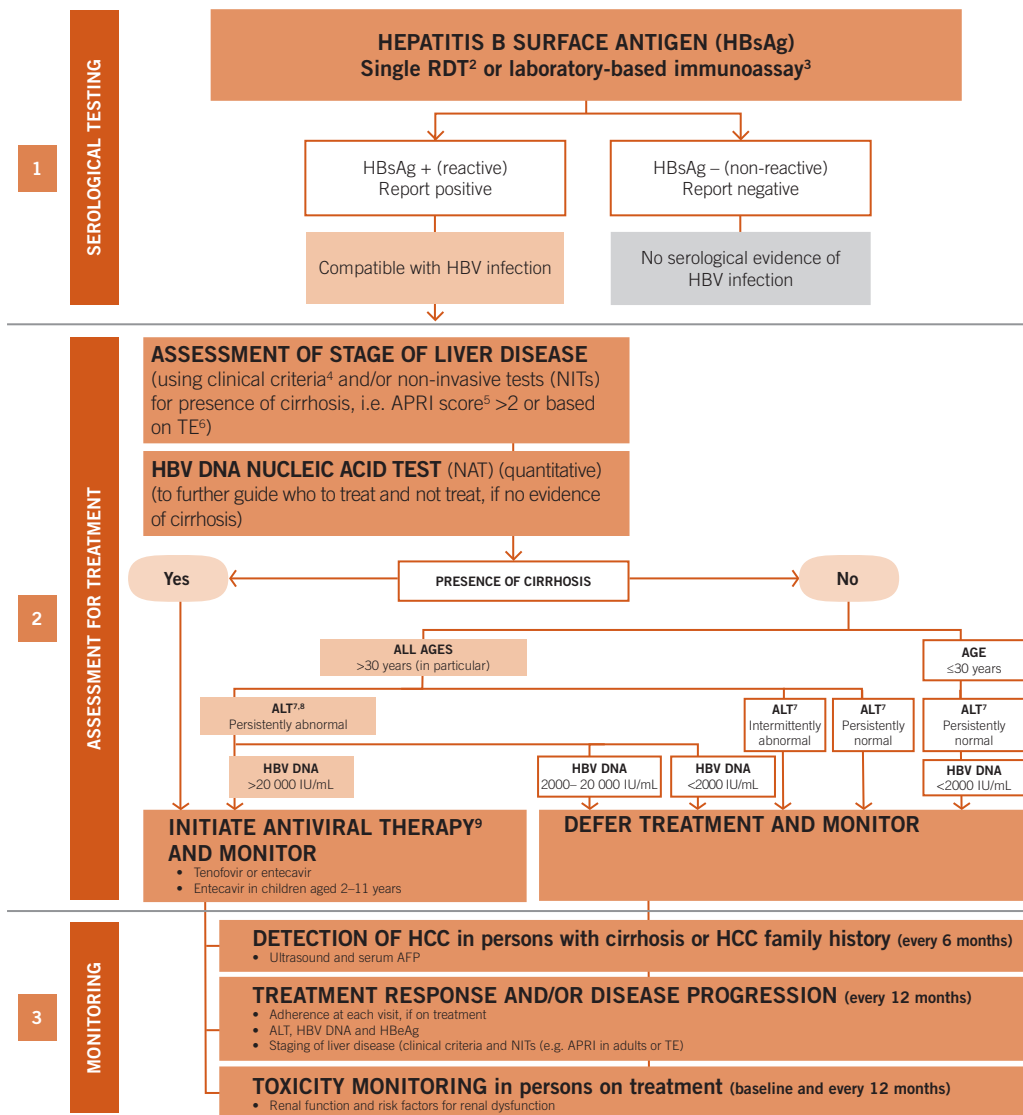 1
SEROLOGICAL TESTING
HEPATITIS B SURFACE ANTIGEN (HBsAg)
Single RDT² or laboratory-based immunoassay³
HBsAg + (reactive)
Report positive
HBsAg – (non-reactive)
Report negative
Compatible with HBV infection
No serological evidence of
HBV infection
2
ASSESSMENT FOR TREATMENT
ASSESSMENT OF STAGE OF LIVER DISEASE
(using clinical criteria⁴ and/or non-invasive tests (NITs)
for presence of cirrhosis, i.e. APRI score⁵ >2 or based
on TE⁶)
HBV DNA NUCLEIC ACID TEST (NAT) (quantitative)
(to further guide who to treat and not treat, if no evidence
of cirrhosis)
Yes
PRESENCE OF CIRRHOSIS
No
ALL AGES
>30 years (in particular)
AGE
≤30 years
ALT⁷,⁸
Persistently abnormal
ALT⁷
Intermittently
abnormal
ALT⁷
Persistently
normal
ALT⁷
Persistently
normal
HBV DNA
>20 000 IU/mL
HBV DNA
2000– 20 000 IU/mL
HBV DNA
<2000 IU/mL
HBV DNA
<2000 IU/mL
INITIATE ANTIVIRAL THERAPY⁹
AND MONITOR
• Tenofovir or entecavir
• Entecavir in children aged 2–11 years
DEFER TREATMENT AND MONITOR
3
MONITORING
DETECTION OF HCC in persons with cirrhosis or HCC family history (every 6 months)
• Ultrasound and serum AFP
TREATMENT RESPONSE AND/OR DISEASE PROGRESSION (every 12 months)
• Adherence at each visit, if on treatment
• ALT, HBV DNA and HBeAg
• Staging of liver disease (clinical criteria and NITs (e.g. APRI in adults or TE)
TOXICITY MONITORING in persons on treatment (baseline and every 12 months)
• Renal function and risk factors for renal dysfunction